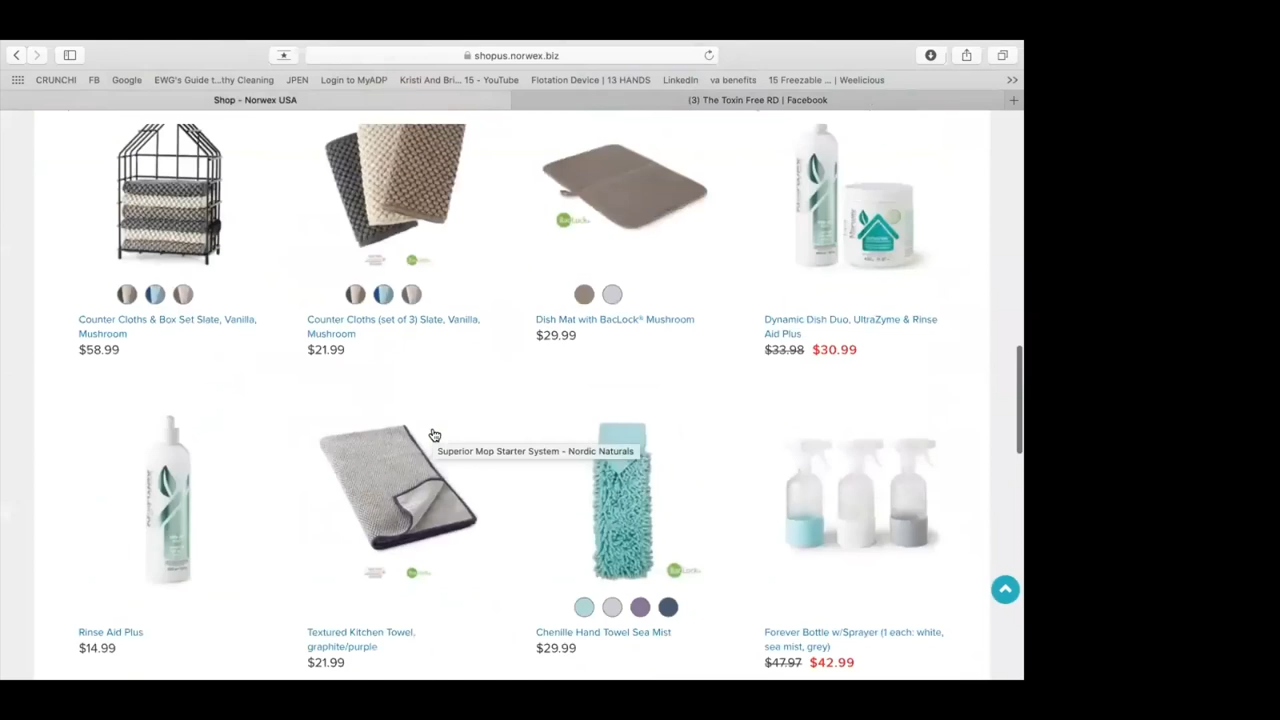 shopus.norwex.biz
CRUNCHI FB Google EWG's Guide t...thy Cleaning JPEN Login to MyADP Kristi And Bri... 15 - YouTube Flotation Device | 13 HANDS LinkedIn va benefits 15 Freezable ... | Weelicious
Shop - Norwex USA (3) The Toxin Free RD | Facebook
Counter Cloths & Box Set Slate, Vanilla,
Mushroom
$58.99
Counter Cloths (set of 3) Slate, Vanilla,
Mushroom
$21.99
Dish Mat with BacLock® Mushroom
$29.99
Dynamic Dish Duo, UltraZyme & Rinse
Aid Plus
$33.98 $30.99
Superior Mop Starter System - Nordic Naturals
Rinse Aid Plus
$14.99
Textured Kitchen Towel,
graphite/purple
$21.99
Chenille Hand Towel Sea Mist
$29.99
Forever Bottle w/Sprayer (1 each: white,
sea mist, grey)
$47.97 $42.99